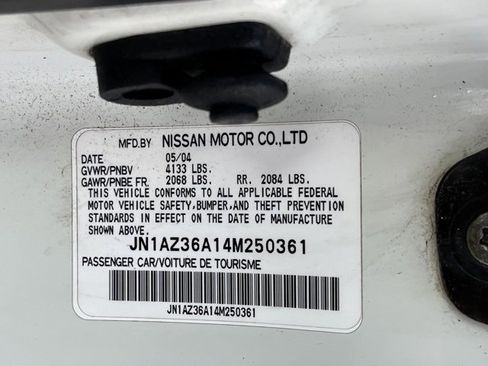 MFD.BY NISSAN MOTOR CO.,LTD
DATE 05/04
GVWR/PNBV 4133 LBS.
GAWR/PNBE FR. 2068 LBS. RR. 2084 LBS.
THIS VEHICLE CONFORMS TO ALL APPLICABLE FEDERAL
MOTOR VEHICLE SAFETY,BUMPER,AND THEFT PREVENTION
STANDARDS IN EFFECT ON THE DATE OF MANUFACTURE
SHOWN ABOVE.
JN1AZ36A14M250361
PASSENGER CAR/VOITURE DE TOURISME
JN1AZ36A14M250361